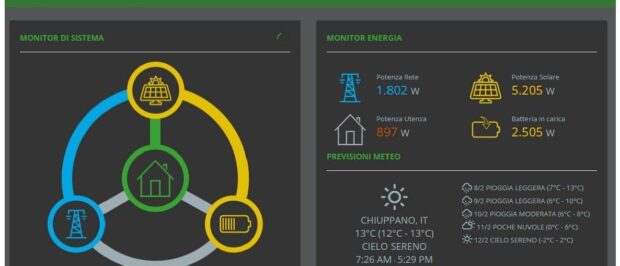 MONITOR DI SISTEMA
MONITOR ENERGIA
Potenza Rete
1.802 W
Potenza Solare
5.205 W
Potenza Utenza
897 W
Batteria in carica
2.505 W
PREVISIONI METEO
CHIUPPANO, IT
13°C (12°C - 13°C)
CIELO SERENO
7:26 AM - 5:29 PM
8/2 PIOGGIA LEGGERA (7°C - 13°C)
9/2 PIOGGIA LEGGERA (6°C - 10°C)
10/2 PIOGGIA MODERATA (6°C - 8°C)
11/2 POCHE NUVOLE (0°C - 6°C)
12/2 CIELO SERENO (-2°C - 2°C)